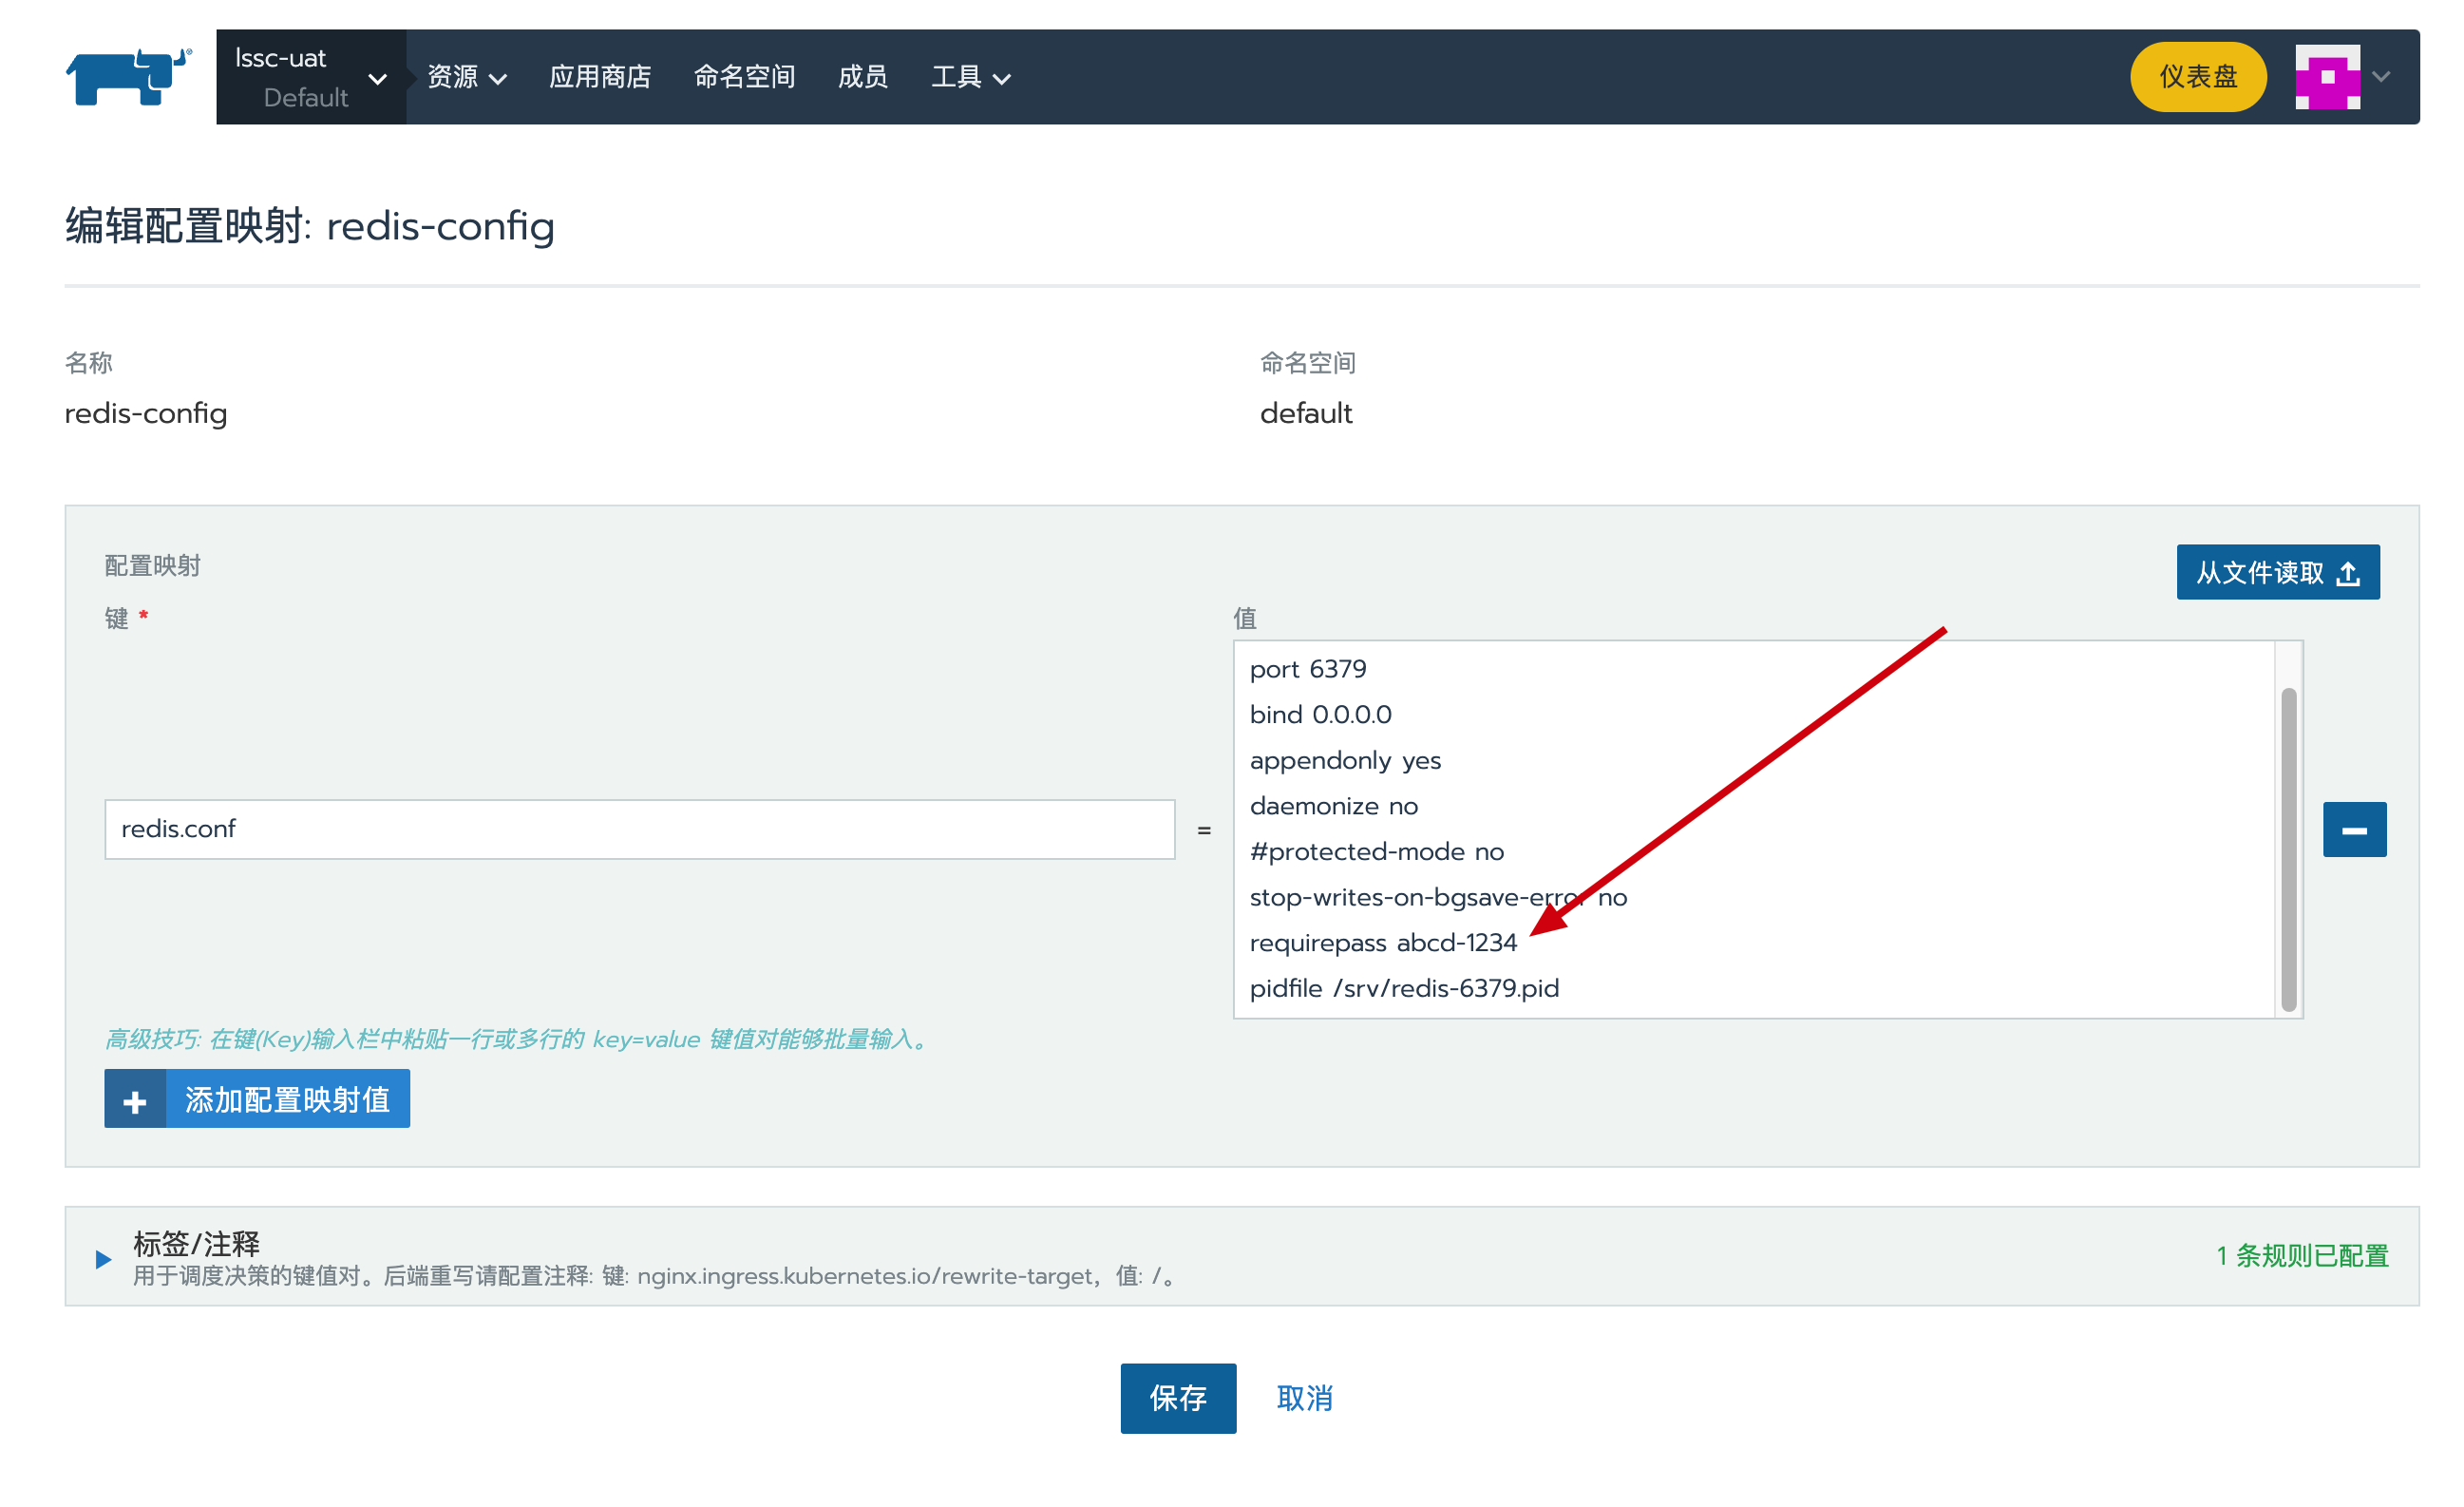 lssc-uat
Default
资源
应用商店
命名空间
成员
工具
仪表盘
编辑配置映射: redis-config
名称
命名空间
redis-config
default
配置映射
从文件读取
键 *
值
redis.conf
=
port 6379
bind 0.0.0.0
appendonly yes
daemonize no
#protected-mode no
stop-writes-on-bgsave-error no
requirepass abcd-1234
pidfile /srv/redis-6379.pid
高级技巧: 在键(Key)输入栏中粘贴一行或多行的 key=value 键值对能够批量输入。
添加配置映射值
标签/注释
用于调度决策的键值对。后端重写请配置注释: 键: nginx.ingress.kubernetes.io/rewrite-target，值: /。
1 条规则已配置
保存
取消